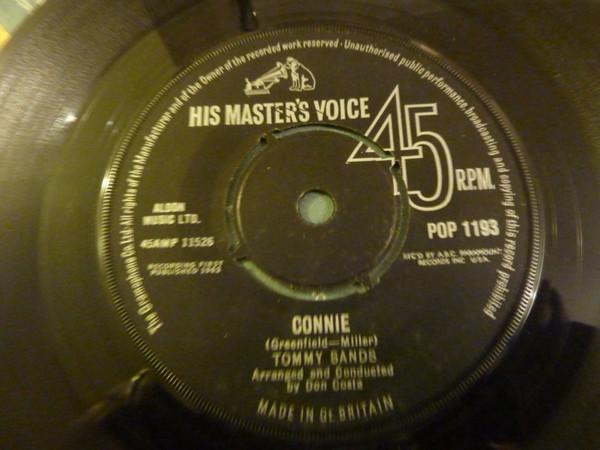 The Gramophone Co. Ltd. All rights of the Manufacturer and of the Owner of the recorded work reserved · Unauthorised public performance, broadcasting and copying of this record prohibited
HIS MASTER'S VOICE
45
R.P.M.
ALDON
MUSIC LTD.
POP 1193
45AMP 11526
REC'D BY A.B.C. PARAMOUNT
RECORDS INC. U.S.A.
RECORDING FIRST
PUBLISHED 1963
CONNIE
(Greenfield—Miller)
TOMMY SANDS
Arranged and Conducted
by Don Costa
MADE IN GT. BRITAIN